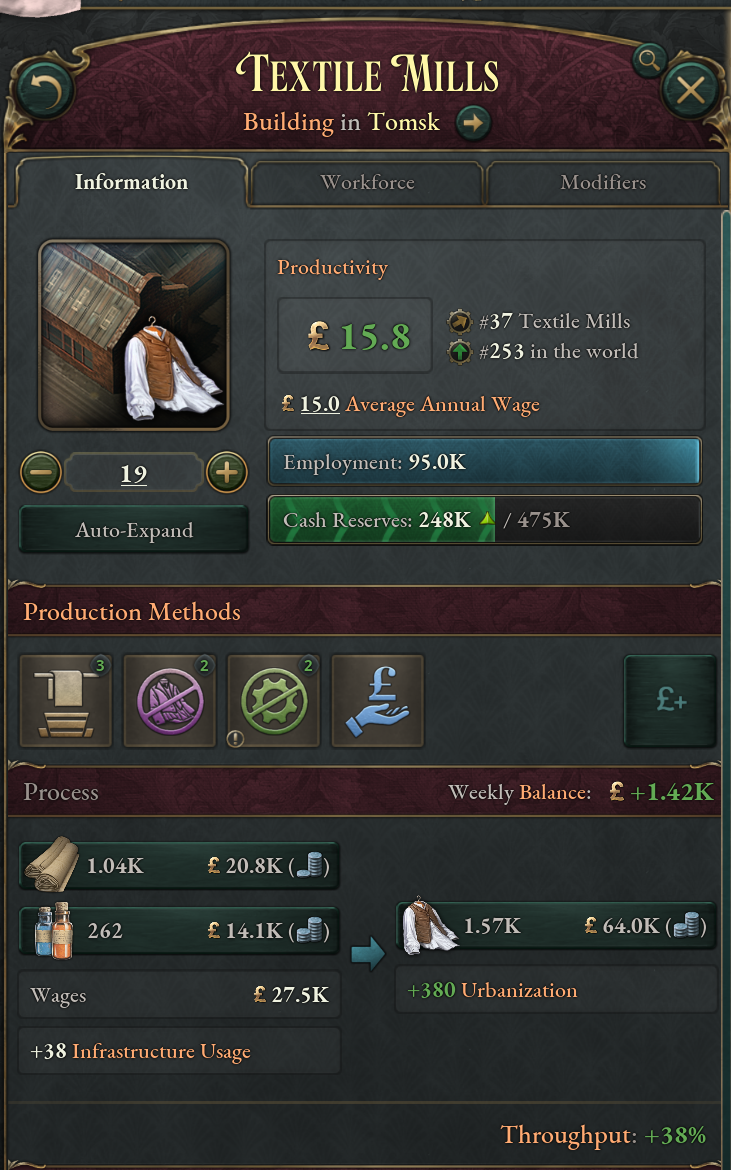 Textile Mills
Building in Tomsk
Information
Workforce
Modifiers
Productivity
£ 15.8
#37 Textile Mills
#253 in the world
£ 15.0 Average Annual Wage
19
Employment: 95.0K
Auto-Expand
Cash Reserves: 248K / 475K
Production Methods
3
2
2
!
£
£+
Process
Weekly Balance: £ +1.42K
1.04K £ 20.8K ( )
262 £ 14.1K ( )
1.57K £ 64.0K ( )
Wages £ 27.5K
+380 Urbanization
+38 Infrastructure Usage
Throughput: +38%